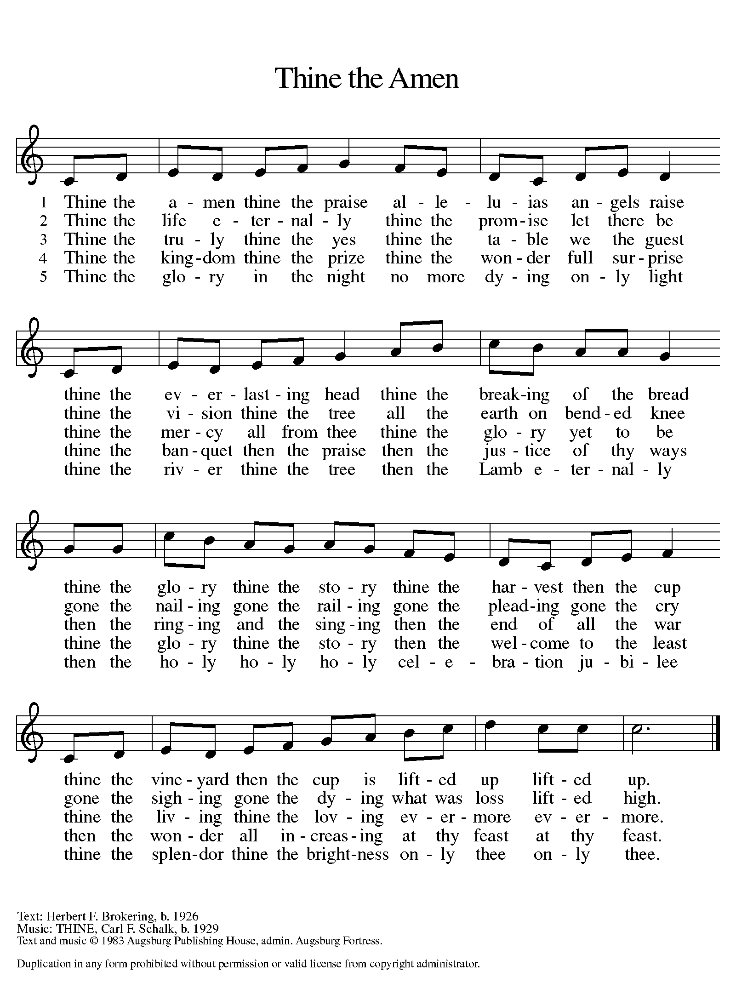 Thine the Amen
1 Thine the a - men thine the praise al - le - lu - ias an - gels raise
2 Thine the life e - ter - nal - ly thine the prom - ise let there be
3 Thine the tru - ly thine the yes thine the ta - ble we the guest
4 Thine the king - dom thine the prize thine the won - der full sur - prise
5 Thine the glo - ry in the night no more dy - ing on - ly light
thine the ev - er - last - ing head thine the break - ing of the bread
thine the vi - sion thine the tree all the earth on bend - ed knee
thine the mer - cy all from thee thine the glo - ry yet to be
thine the ban - quet then the praise then the jus - tice of thy ways
thine the riv - er thine the tree then the Lamb e - ter - nal - ly
thine the glo - ry thine the sto - ry thine the har - vest then the cup
gone the nail - ing gone the rail - ing gone the plead - ing gone the cry
then the ring - ing and the sing - ing then the end of all the war
thine the glo - ry thine the sto - ry then the wel - come to the least
then the ho - ly ho - ly ho - ly cel - e - bra - tion ju - bi - lee
thine the vine - yard then the cup is lift - ed up lift - ed up.
gone the sigh - ing gone the dy - ing what was loss lift - ed high.
thine the liv - ing thine the lov - ing ev - er - more ev - er - more.
then the won - der all in - creas - ing at thy feast at thy feast.
thine the splen - dor thine the bright - ness on - ly thee on - ly thee.
Text: Herbert F. Brokering, b. 1926
Music: THINE, Carl F. Schalk, b. 1929
Text and music © 1983 Augsburg Publishing House, admin. Augsburg Fortress.
Duplication in any form prohibited without permission or valid license from copyright administrator.